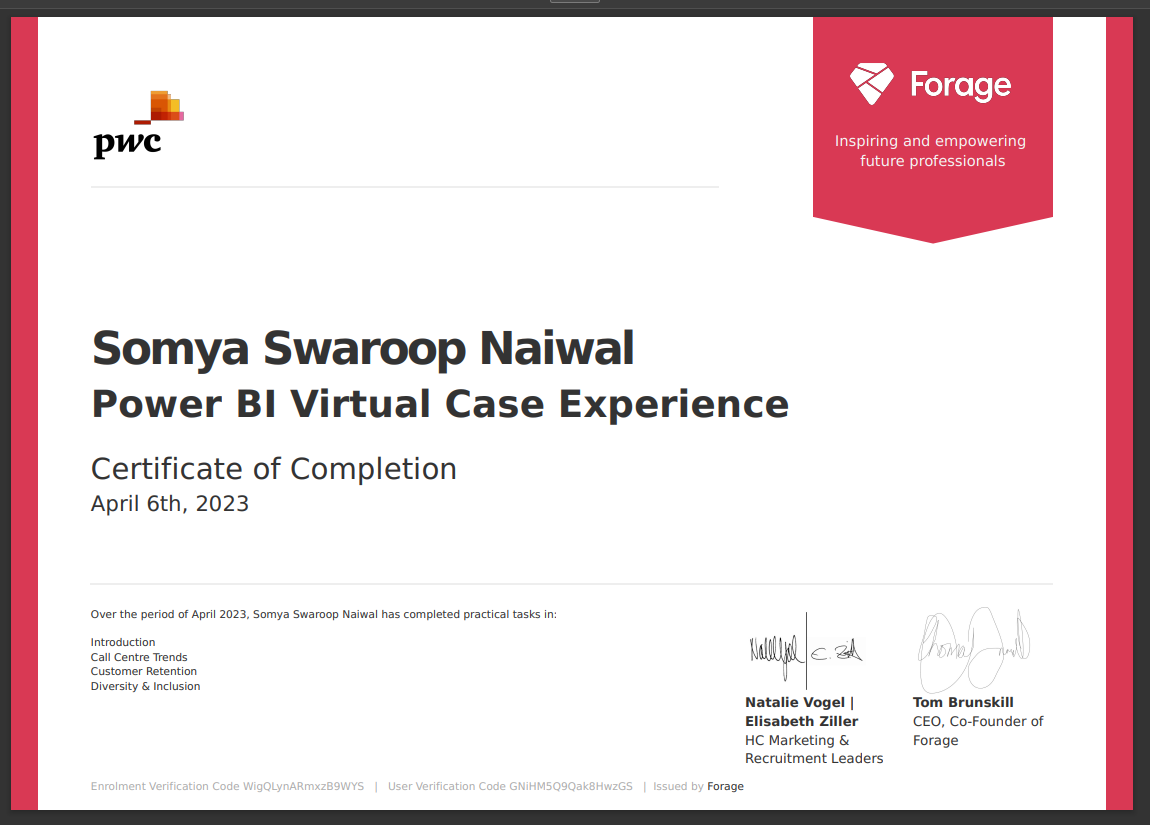 pwc
Forage
Inspiring and empowering
future professionals
Somya Swaroop Naiwal
Power BI Virtual Case Experience
Certificate of Completion
April 6th, 2023
Over the period of April 2023, Somya Swaroop Naiwal has completed practical tasks in:
Introduction
Call Centre Trends
Customer Retention
Diversity & Inclusion
Natalie Vogel |
Elisabeth Ziller
HC Marketing &
Recruitment Leaders
Tom Brunskill
CEO, Co-Founder of
Forage
Enrolment Verification Code WigQLynARmxzB9WYS | User Verification Code GNiHM5Q9Qak8HwzGS | Issued by Forage